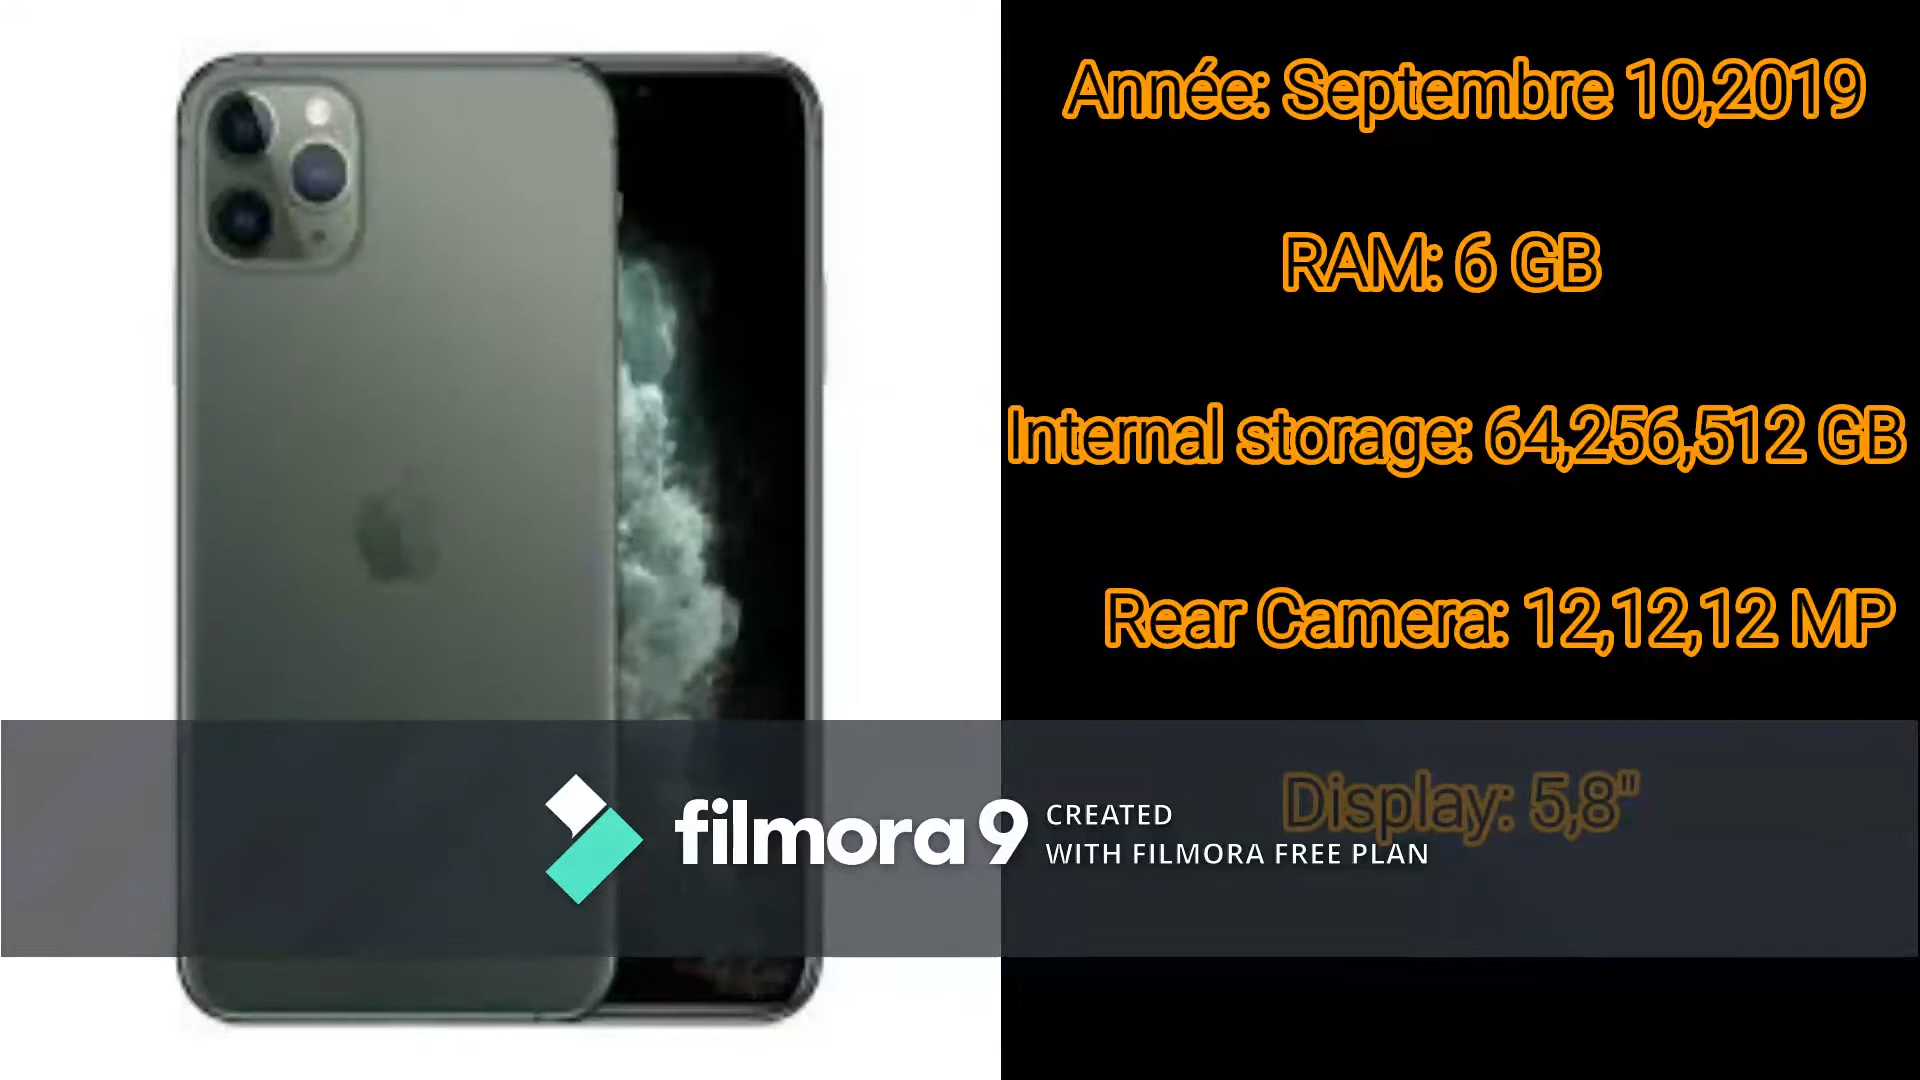 Année: Septembre 10,2019
RAM: 6 GB
Internal storage: 64,256,512 GB
Rear Camera: 12,12,12 MP
Display: 5,8"
filmora9
CREATED
WITH FILMORA FREE PLAN